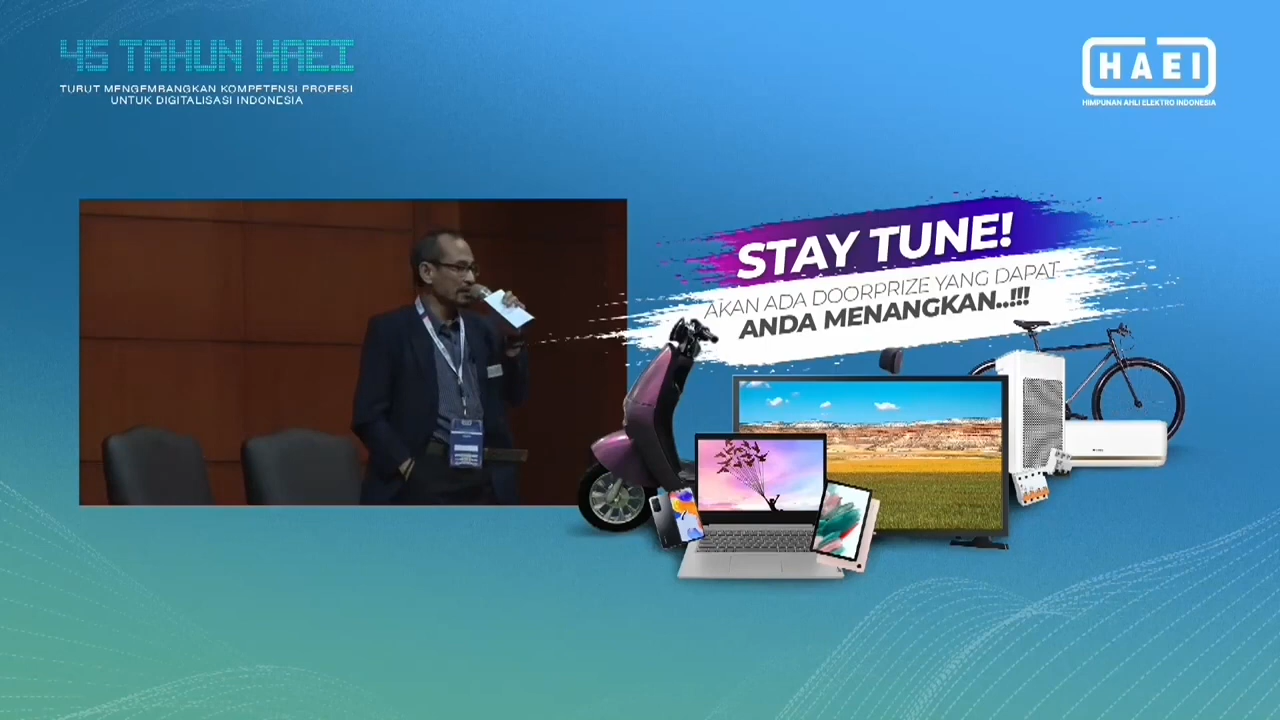 45 TAHUN HAEI
TURUT MENGEMBANGKAN KOMPETENSI PROFESI
UNTUK DIGITALISASI INDONESIA
HAEI
HIMPUNAN AHLI ELEKTRO INDONESIA
STAY TUNE!
AKAN ADA DOORPRIZE YANG DAPAT
ANDA MENANGKAN..!!!